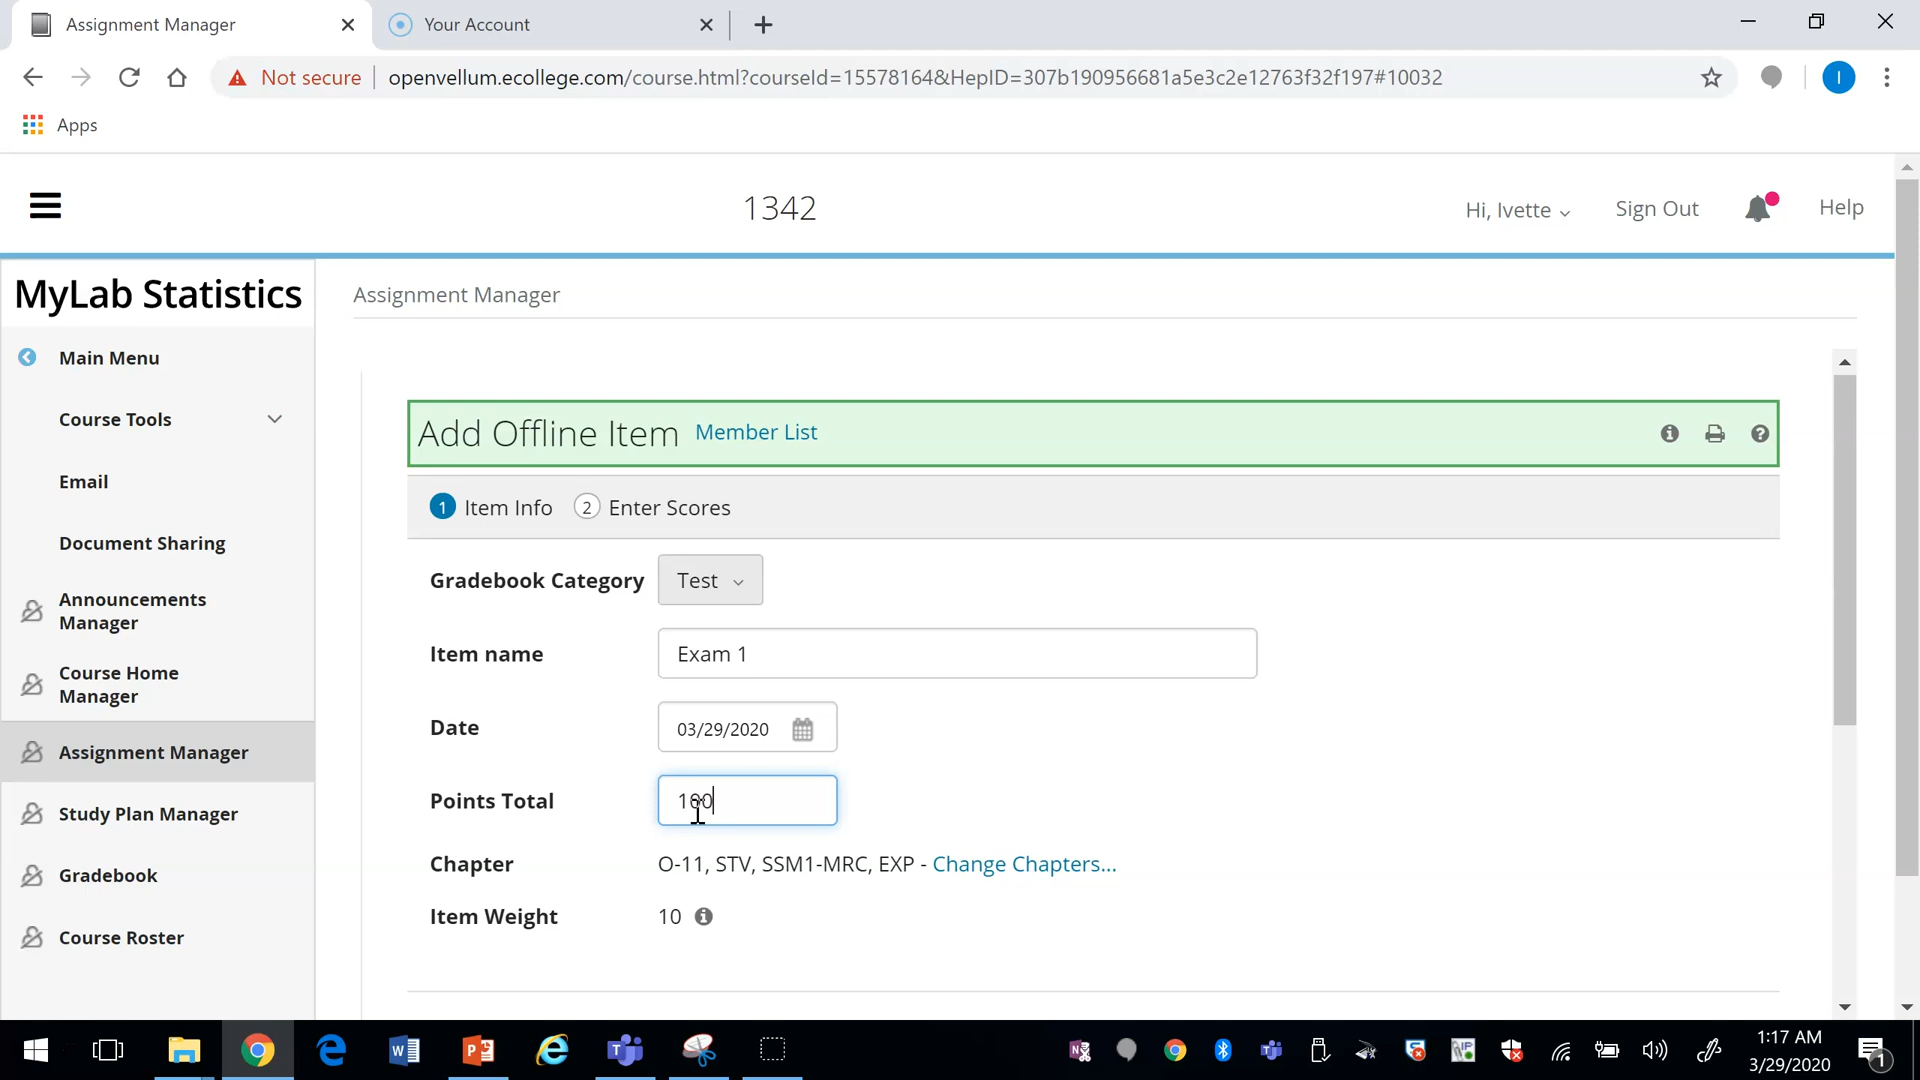 Assignment Manager
Your Account
Not secure
openvellum.ecollege.com/course.html?courseId=15578164&HepID=307b190956681a5e3c2e12763f32f197#10032
I
Apps
1342
Hi, Ivette
Sign Out
Help
MyLab Statistics
Assignment Manager
Main Menu
Course Tools
Email
Document Sharing
Announcements
Manager
Course Home
Manager
Assignment Manager
Study Plan Manager
Gradebook
Course Roster
Add Offline Item Member List
1 Item Info 2 Enter Scores
Gradebook Category Test
Item name Exam 1
Date 03/29/2020
Points Total 100
Chapter O-11, STV, SSM1-MRC, EXP - Change Chapters...
Item Weight 10
1:17 AM
3/29/2020
1